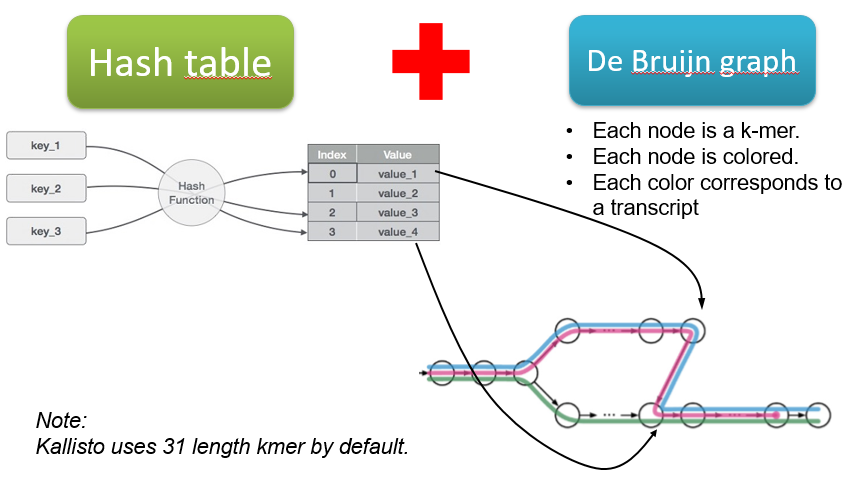 Hash table
De Bruijn graph
• Each node is a k-mer.
• Each node is colored.
• Each color corresponds to
a transcript
key_1
key_2
key_3
Hash
Function
Index Value
0 value_1
1 value_2
2 value_3
3 value_4
...
...
...
Note:
Kallisto uses 31 length kmer by default.